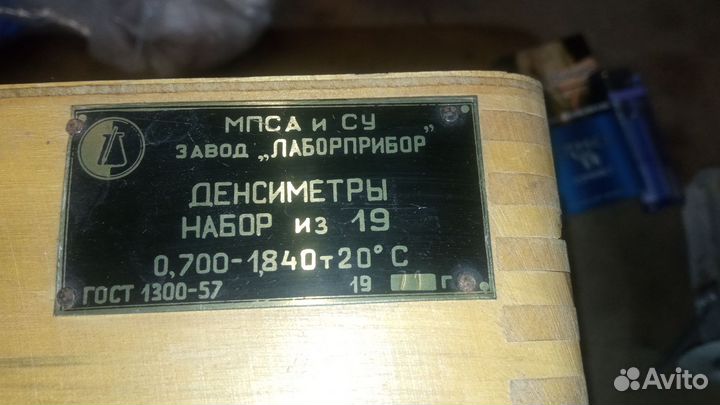 МПСА и СУ
ЗАВОД „ЛАБОРПРИБОР”
ДЕНСИМЕТРЫ
НАБОР из 19
0,700-1,840 т 20° С
ГОСТ 1300-57 19 г.
Avito